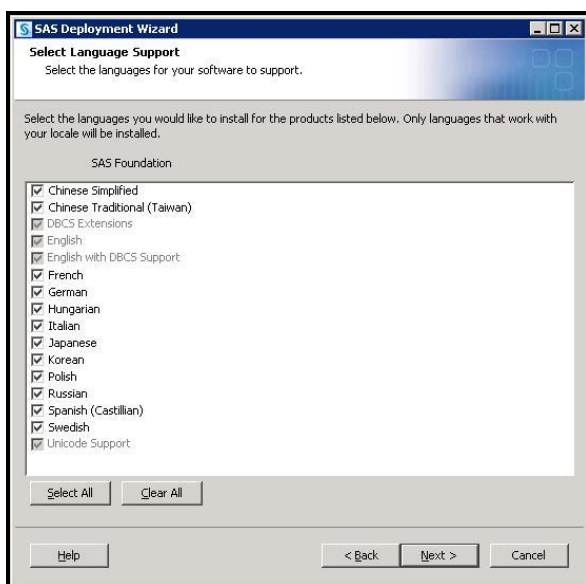 SAS Deployment Wizard
Select Language Support
Select the languages for your software to support.
Select the languages you would like to install for the products listed below. Only languages that work with
your locale will be installed.
SAS Foundation
Chinese Simplified
Chinese Traditional (Taiwan)
DBCS Extensions
English
English with DBCS Support
French
German
Hungarian
Italian
Japanese
Korean
Polish
Russian
Spanish (Castillian)
Swedish
Unicode Support
Select All Clear All
Help < Back Next > Cancel